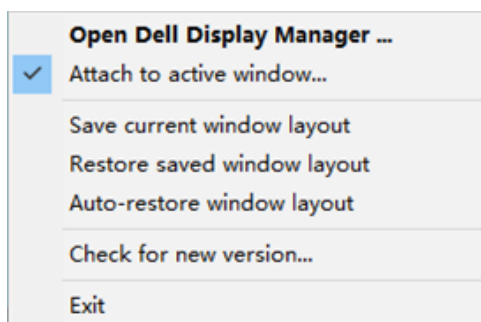 Open Dell Display Manager ...
Attach to active window...
Save current window layout
Restore saved window layout
Auto-restore window layout
Check for new version...
Exit